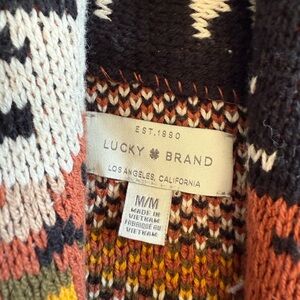 EST. 1990
LUCKY BRAND
LOS ANGELES, CALIFORNIA
M/M
MADE IN
VIETNAM
FABRIQUÉ AU
VIETNAM